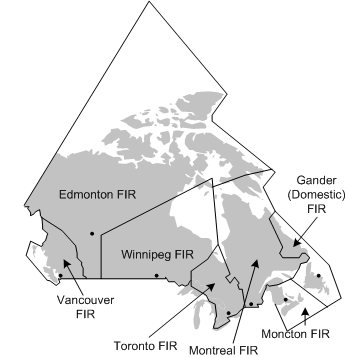 Edmonton FIR
Gander
(Domestic)
FIR
Winnipeg FIR
Vancouver
FIR
Toronto FIR
Montreal FIR
Moncton FIR